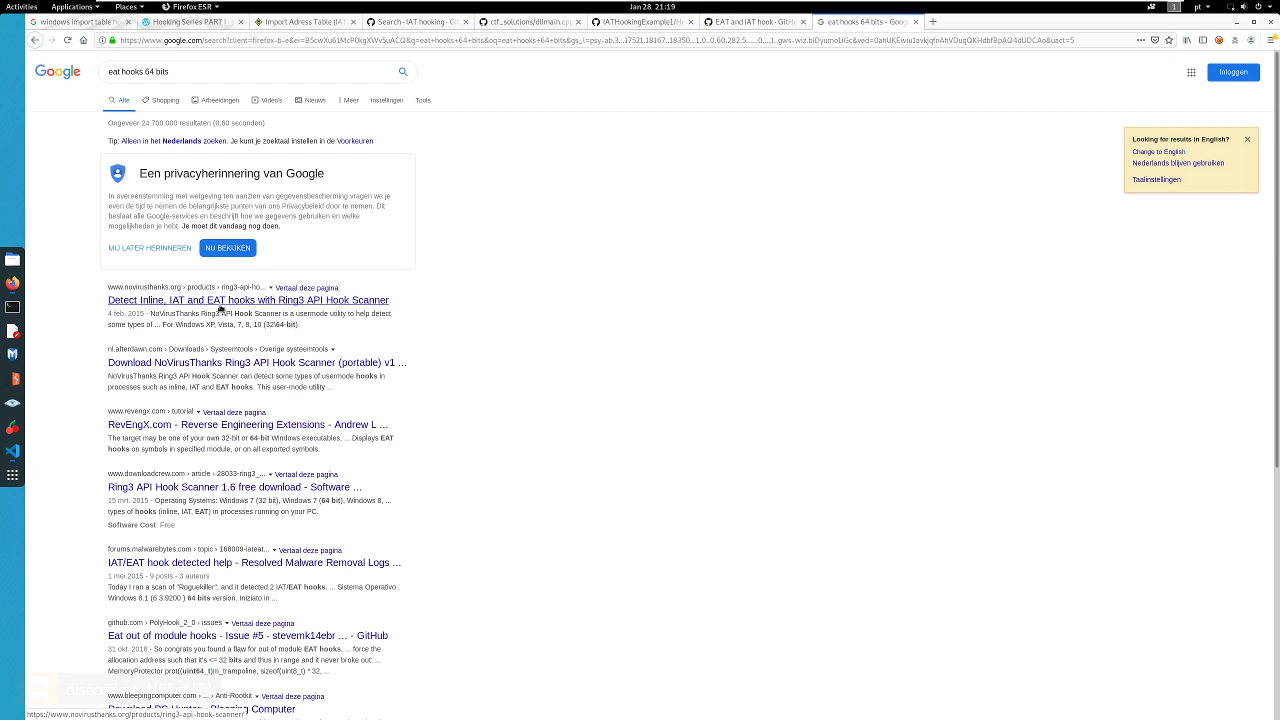 Activities Applications Places Firefox ESR Jan 28 21:19 1 pt
windows import table h Hooking Series PART I: Import Adress Table (IAT Search · IAT hooking · G ctf_solutions/dllmain.cp IATHookingExample1/Ho EAT and IAT hook · GitHu eat hooks 64 bits - Goog
https://www.google.com/search?client=firefox-b-e&ei=
Google eat hooks 64 bits Inloggen
Alle Shopping Afbeeldingen Video's Nieuws Meer Instellingen Tools
Ongeveer 24.700.000 resultaten (0,60 seconden)
Tip: Alleen in het Nederlands zoeken. Je kunt je zoektaal instellen in de Voorkeuren
Looking for results in English?
Change to English
Nederlands blijven gebruiken
Taalinstellingen
Een privacyherinnering van Google
In overeenstemming met wetgeving ten aanzien van gegevensbescherming vragen we je
even de tijd te nemen de belangrijkste punten van ons Privacybeleid door te nemen. Dit
beslaat alle Google-services en beschrijft hoe we gegevens gebruiken en welke
mogelijkheden je hebt. Je moet dit vandaag nog doen.
MIJ LATER HERINNEREN NU BEKIJKEN
www.novirusthanks.org › products › ring3-api-ho... Vertaal deze pagina
Detect Inline, IAT and EAT hooks with Ring3 API Hook Scanner
4 feb. 2015 - NoVirusThanks Ring3 API Hook Scanner is a usermode utility to help detect
some types of ... For Windows XP, Vista, 7, 8, 10 (32\64-bit).
nl.afterdawn.com › Downloads › Systeemtools › Overige systeemtools
Download NoVirusThanks Ring3 API Hook Scanner (portable) v1 ...
NoVirusThanks Ring3 API Hook Scanner can detect some types of usermode hooks in
processes such as inline, IAT and EAT hooks. This user-mode utility ...
www.revengx.com › tutorial Vertaal deze pagina
RevEngX.com - Reverse Engineering Extensions - Andrew L ...
The target may be one of your own 32-bit or 64-bit Windows executables, ... Displays EAT
hooks on symbols in specified module, or on all exported symbols.
www.downloadcrew.com › article › 28033-ring3_... Vertaal deze pagina
Ring3 API Hook Scanner 1.6 free download - Software ...
15 mrt. 2015 - Operating Systems: Windows 7 (32 bit), Windows 7 (64 bit), Windows 8, ...
types of hooks (inline, IAT, EAT) in processes running on your PC.
Software Cost: Free
forums.malwarebytes.com › topic › 168009-iateat... Vertaal deze pagina
IAT/EAT hook detected help - Resolved Malware Removal Logs ...
1 mei 2015 - 9 posts - 3 auteurs
Today I ran a scan of "Roguekiller", and it detected 2 IAT/EAT hooks. ... Sistema Operativo :
Windows 8.1 (6.3.9200 ) 64 bits version. Iniziato in ...
github.com › PolyHook_2_0 › issues Vertaal deze pagina
Eat out of module hooks · Issue #5 · stevemk14ebr ... - GitHub
31 okt. 2018 - So congrats you found a flaw for out of module EAT hooks, ... force the
allocation address such that it's <= 32 bits and thus in range and it never broke out: ...
MemoryProtector prot((uint64_t)m_trampoline, sizeof(uint8_t) * 32, ...
www.bleepingcomputer.com › ... › Anti-Rootkit Vertaal deze pagina
Download PC Hunter - Bleeping Computer
https://www.novirusthanks.org/products/ring3-api-hook-scanner/